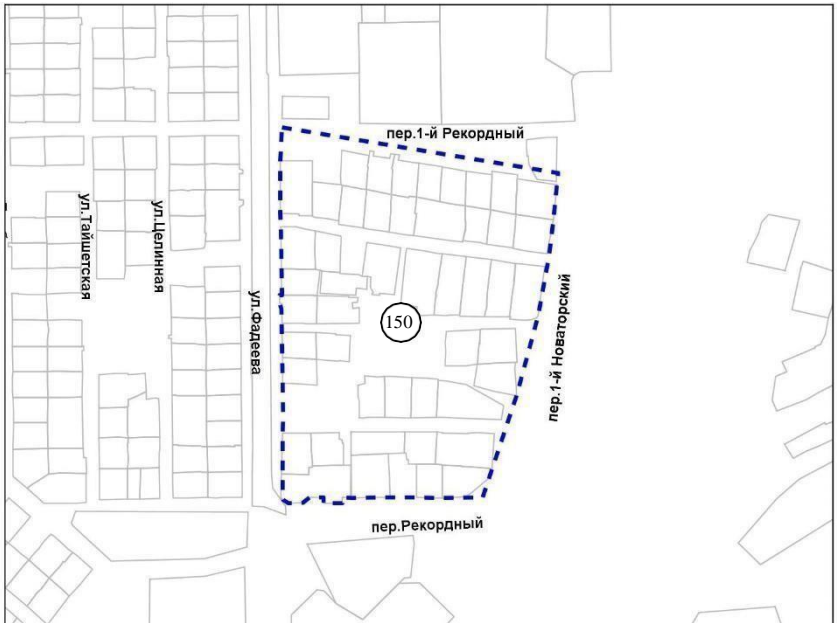 пер.1-й Рекордный
ул.Тайшетская
ул.Целинная
ул.Фадеева
150
пер.1-й Новаторский
пер.Рекордный